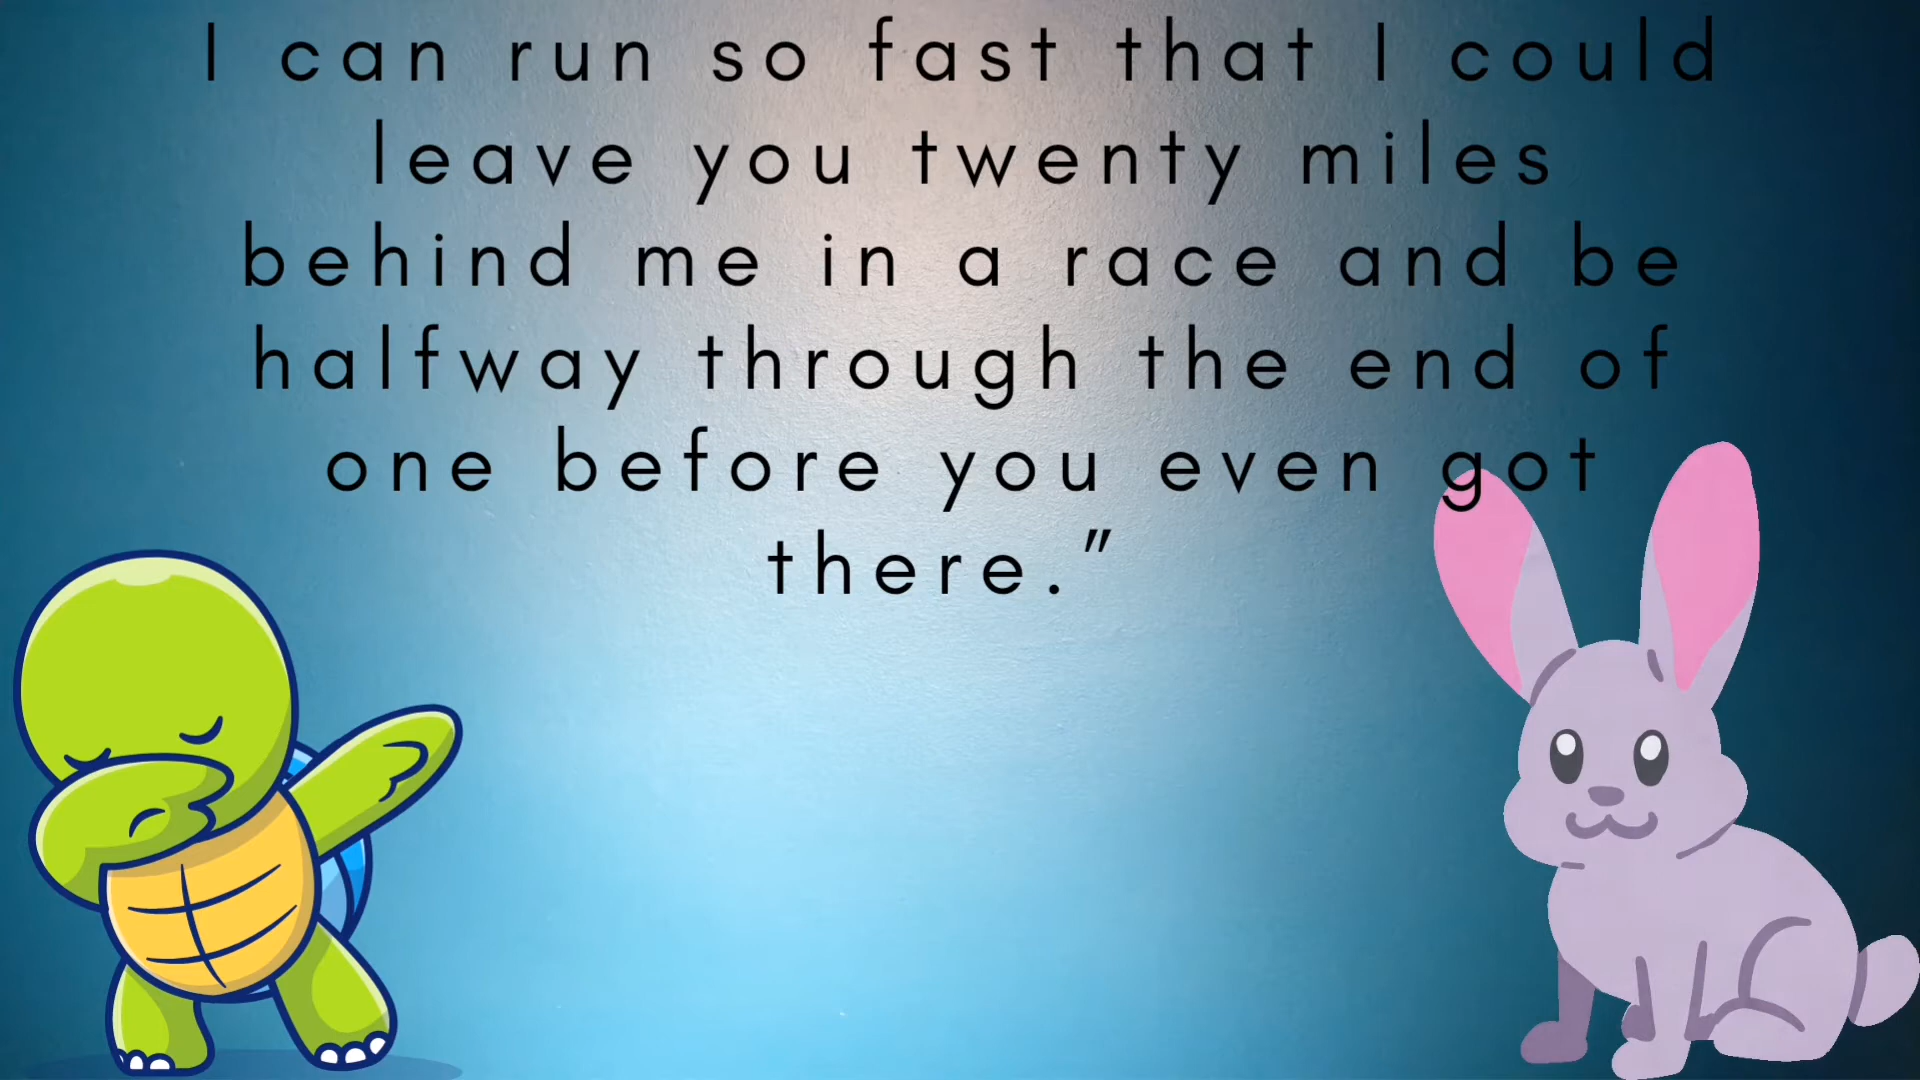 I can run so fast that I could
leave you twenty miles
behind me in a race and be
halfway through the end of
one before you even got
there.”